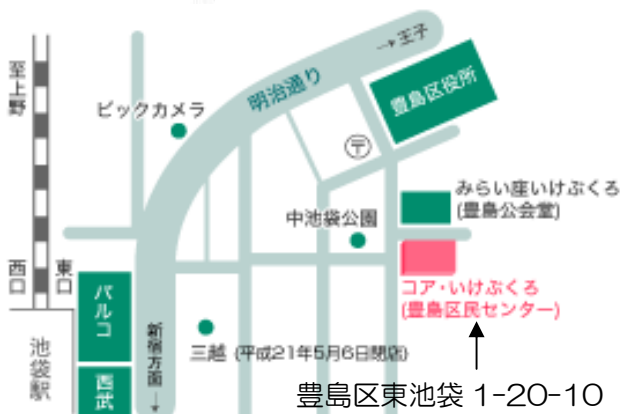 →王子
至上野
明治通り
豊島区役所
ビックカメラ
〒
みらい座いけぶくろ
(豊島公会堂)
中池袋公園
西口
東口
パルコ
コア・いけぶくろ
(豊島区民センター)
新宿方面→
三越 (平成21年5月6日閉店)
池袋駅
西武
豊島区東池袋 1-20-10